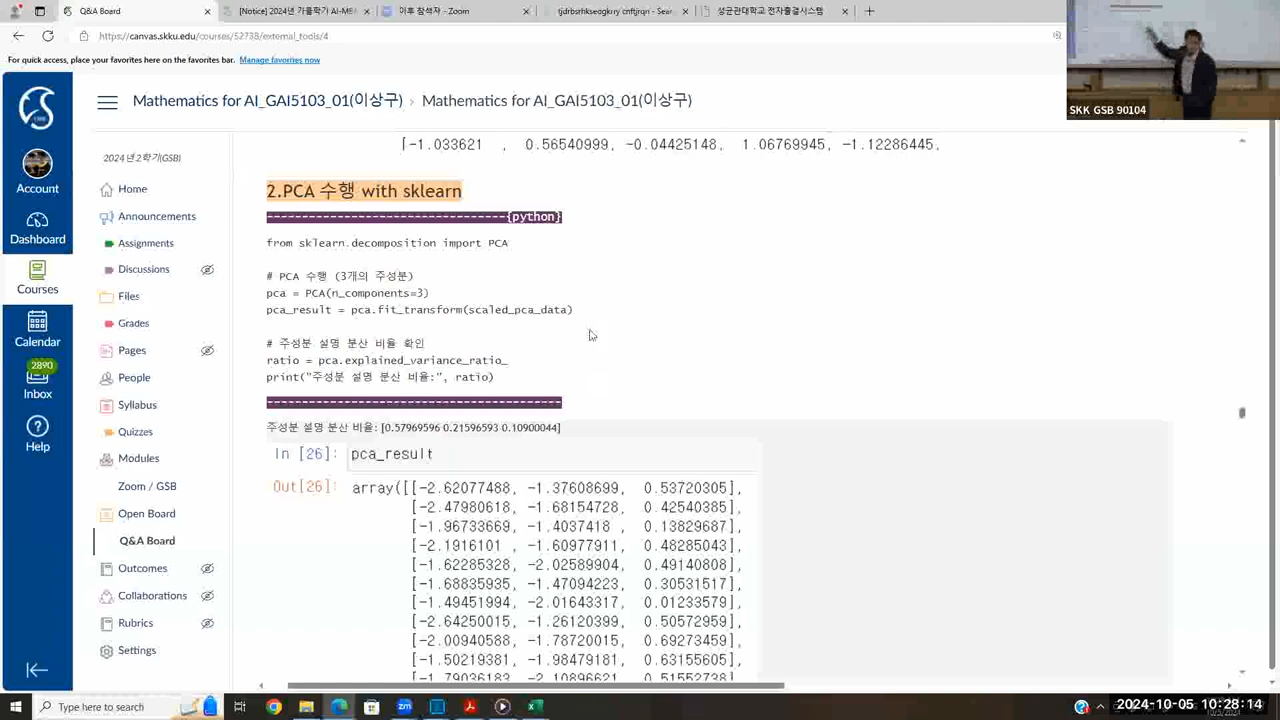 Q&A Board
[Notice] 2024년 가을학기 AI-MBA
이루 참석자 - Zoom
tjdrbsrhksedgkry cnftjrqn - Sear
성균관대학교 전자출결시스템
https://canvas.skku.edu/courses/52738/external_tools/4
For quick access, place your favorites here on the favorites bar. Manage favorites now
SKK GSB 90104
Mathematics for AI_GAI5103_01(이상구) › Mathematics for AI_GAI5103_01(이상구)
Account
Dashboard
Courses
Calendar
2890
Inbox
Help
2024년 2학기(GSB)
Home
Announcements
Assignments
Discussions
Files
Grades
Pages
People
Syllabus
Quizzes
Modules
Zoom / GSB
Open Board
Q&A Board
Outcomes
Collaborations
Rubrics
Settings
[-1.033621 , 0.56540999, -0.04425148, 1.06769945, -1.12286445,
2.PCA 수행 with sklearn
----------------------------------{python}
from sklearn.decomposition import PCA
# PCA 수행 (3개의 주성분)
pca = PCA(n_components=3)
pca_result = pca.fit_transform(scaled_pca_data)
# 주성분 설명 분산 비율 확인
ratio = pca.explained_variance_ratio_
print("주성분 설명 분산 비율:", ratio)
------------------------------------------
주성분 설명 분산 비율: [0.57969596 0.21596593 0.10900044]
In [26]: pca_result
Out[26]: array([[-2.62077488, -1.37608699, 0.53720305],
[-2.47980618, -1.68154728, 0.42540385],
[-1.96733669, -1.4037418 , 0.13829687],
[-2.1916101 , -1.60977911, 0.48285043],
[-1.62285328, -2.02589904, 0.49140808],
[-1.68835935, -1.47094223, 0.30531517],
[-1.49451994, -2.01643317, 0.01233579],
[-2.64250015, -1.26120399, 0.50572959],
[-2.00940588, -1.78720015, 0.69273459],
[-1.50219381, -1.98479181, 0.63155605],
[-1.79036183, -2.10896621, 0.51552738],
Type here to search
2024-10-05 10:28:14